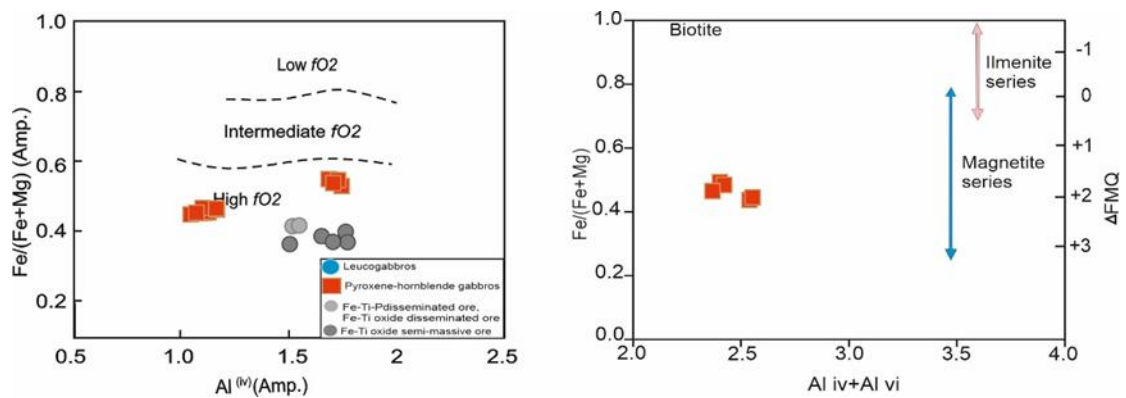 1.0
0.8
0.6
0.4
0.2
Fe/(Fe+Mg) (Amp.)
Low fO2
Intermediate fO2
High fO2
Leucogabbros
Pyroxene-hornblende gabbros
Fe-Ti-Pdisseminated ore,
Fe-Ti oxide disseminated ore
Fe-Ti oxide semi-massive ore
0.5 1.0 1.5 2 2.5
Al (iv) (Amp.)
1.0
0.8
0.6
0.4
0.2
0.0
Fe/(Fe+Mg)
Biotite
Ilmenite
series
Magnetite
series
-1
0
+1
+2
+3
ΔFMQ
2.0 2.5 3.0 3.5 4.0
Al iv+Al vi